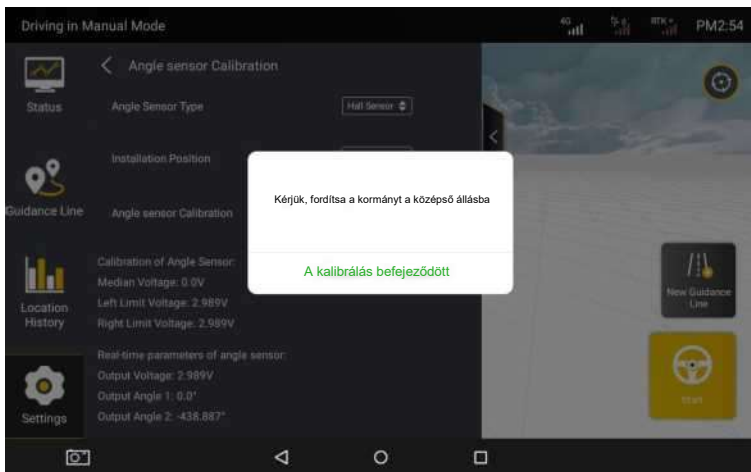 Driving in Manual Mode
4G
RTK
PM2:54
Status
Angle sensor Calibration
Angle Sensor Type
Hall Sensor
Installation Position
Guidance Line
Angle sensor Calibration
Kérjük, fordítsa a kormányt a középső állásba
A kalibrálás befejeződött
Calibration of Angle Sensor:
Median Voltage: 0.0V
Left Limit Voltage: 2.989V
Right Limit Voltage: 2.989V
Location
History
New Guidance
Line
Real-time parameters of angle sensor:
Output Voltage: 2.989V
Output Angle 1: 0.0°
Output Angle 2: -438.887°
Settings
Start